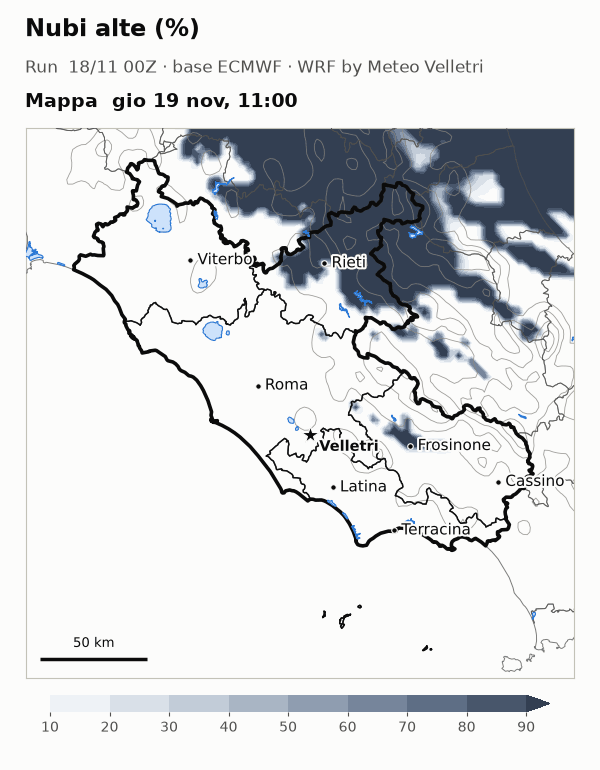 Nubi alte (%)
Run 18/11 00Z · base ECMWF · WRF by Meteo Velletri
Mappa gio 19 nov, 11:00
Viterbo
Rieti
Roma
Velletri
Frosinone
Cassino
Latina
Terracina
50 km
10 20 30 40 50 60 70 80 90